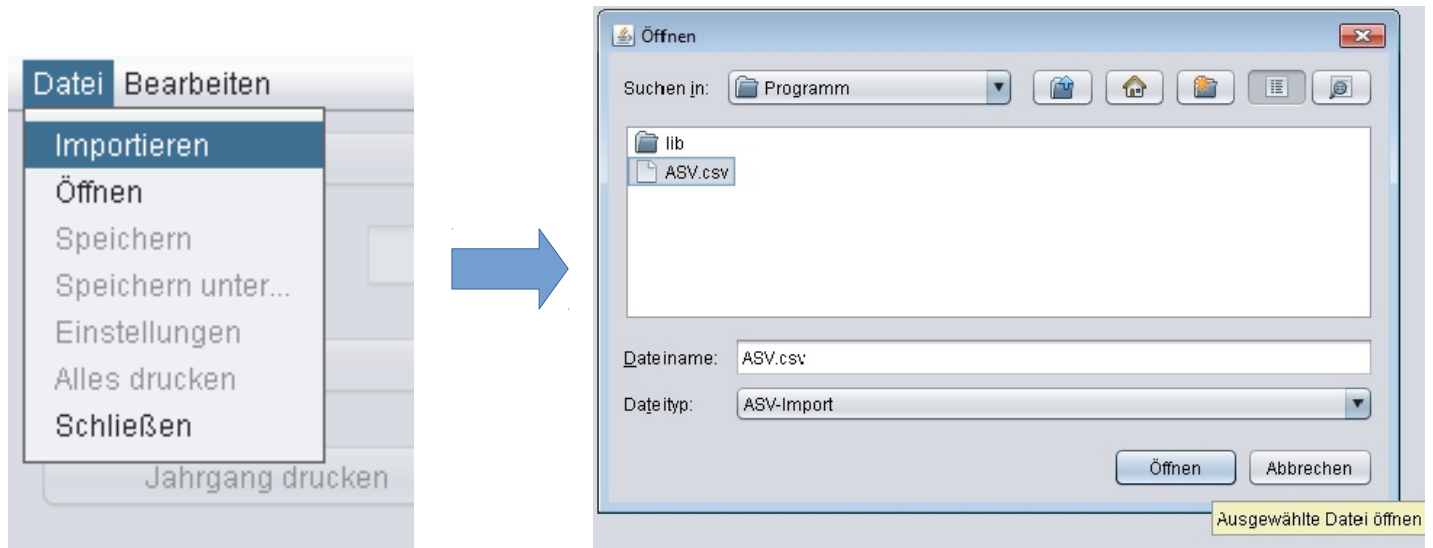 Datei Bearbeiten
Importieren
Öffnen
Speichern
Speichern unter...
Einstellungen
Alles drucken
Schließen
Jahrgang drucken
Öffnen
Suchen in: Programm
lib
ASV.csv
Dateiname: ASV.csv
Dateityp: ASV-Import
Öffnen Abbrechen
Ausgewählte Datei öffnen